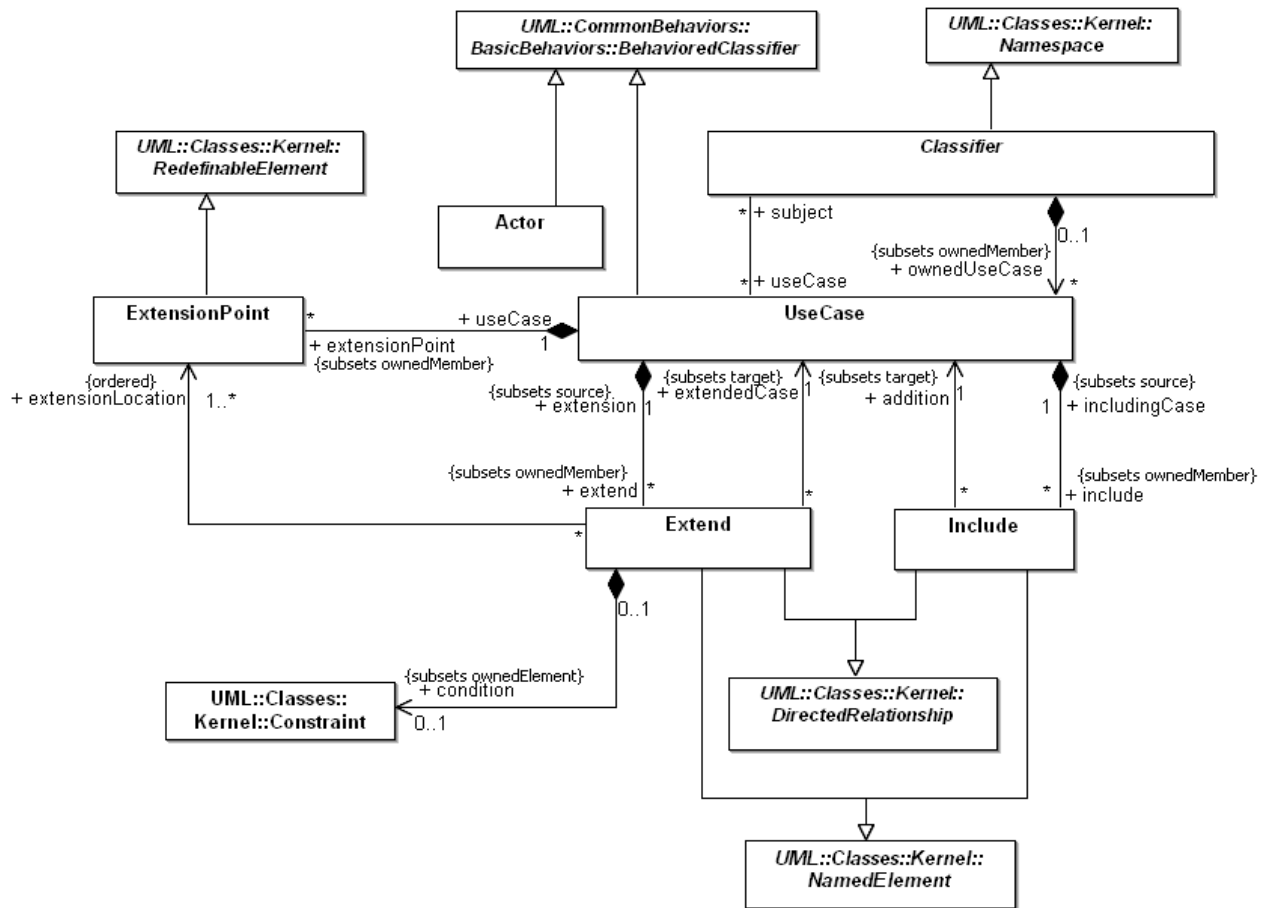 UML::CommonBehaviors::
BasicBehaviors::BehavioredClassifier
UML::Classes::Kernel::
Namespace
UML::Classes::Kernel::
RedefinableElement
Classifier
Actor
* + subject
0..1
{subsets ownedMember}
+ ownedUseCase
*
* + useCase
ExtensionPoint
*
+ useCase
1
+ extensionPoint
{subsets ownedMember}
UseCase
{ordered}
+ extensionLocation
1..*
{subsets source}
+ extension
1
{subsets target}
+ extendedCase
1
{subsets target}
+ addition
1
{subsets source}
1
+ includingCase
{subsets ownedMember}
+ extend
*
*
*
{subsets ownedMember}
*
+ include
*
Extend
Include
0..1
{subsets ownedElement}
+ condition
0..1
UML::Classes::
Kernel::Constraint
UML::Classes::Kernel::
DirectedRelationship
UML::Classes::Kernel::
NamedElement